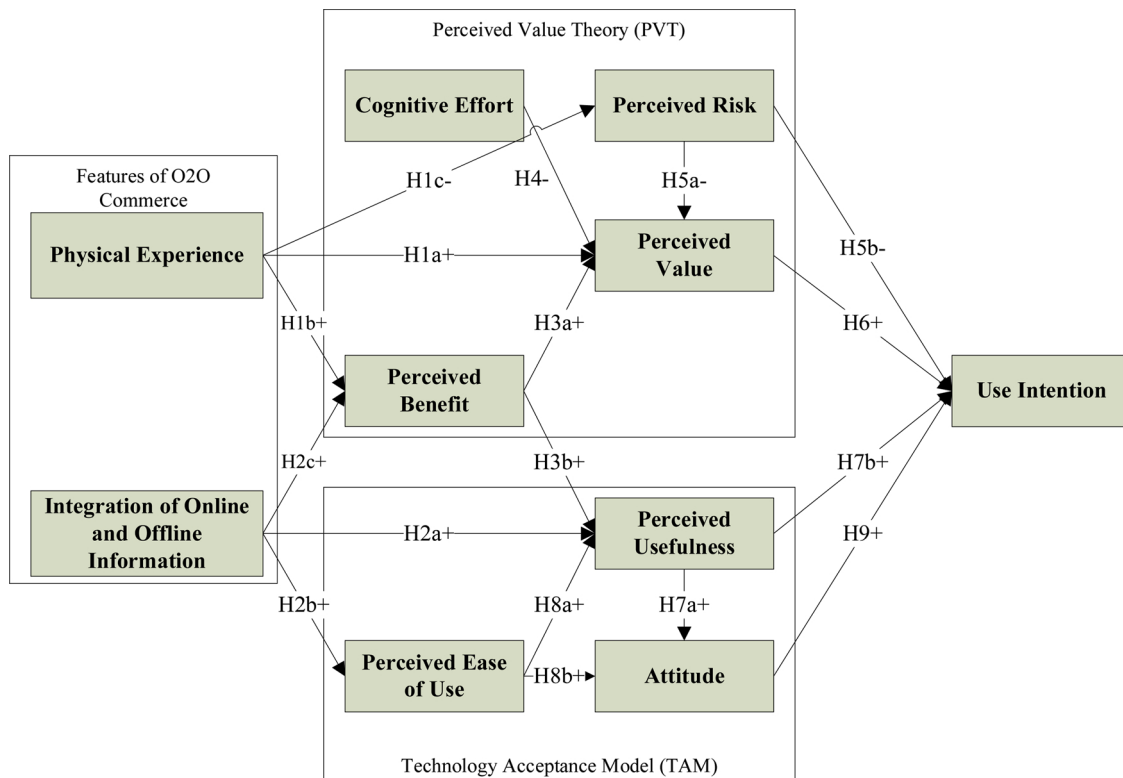 Perceived Value Theory (PVT)
Cognitive Effort
Perceived Risk
Features of O2O
Commerce
H1c-
H4-
H5a-
Physical Experience
H1a+
Perceived
Value
H5b-
H1b+
H3a+
H6+
Perceived
Benefit
Use Intention
H2c+
H3b+
H7b+
Integration of Online
and Offline
Information
H2a+
Perceived
Usefulness
H9+
H2b+
H8a+
H7a+
Perceived Ease
of Use
H8b+
Attitude
Technology Acceptance Model (TAM)